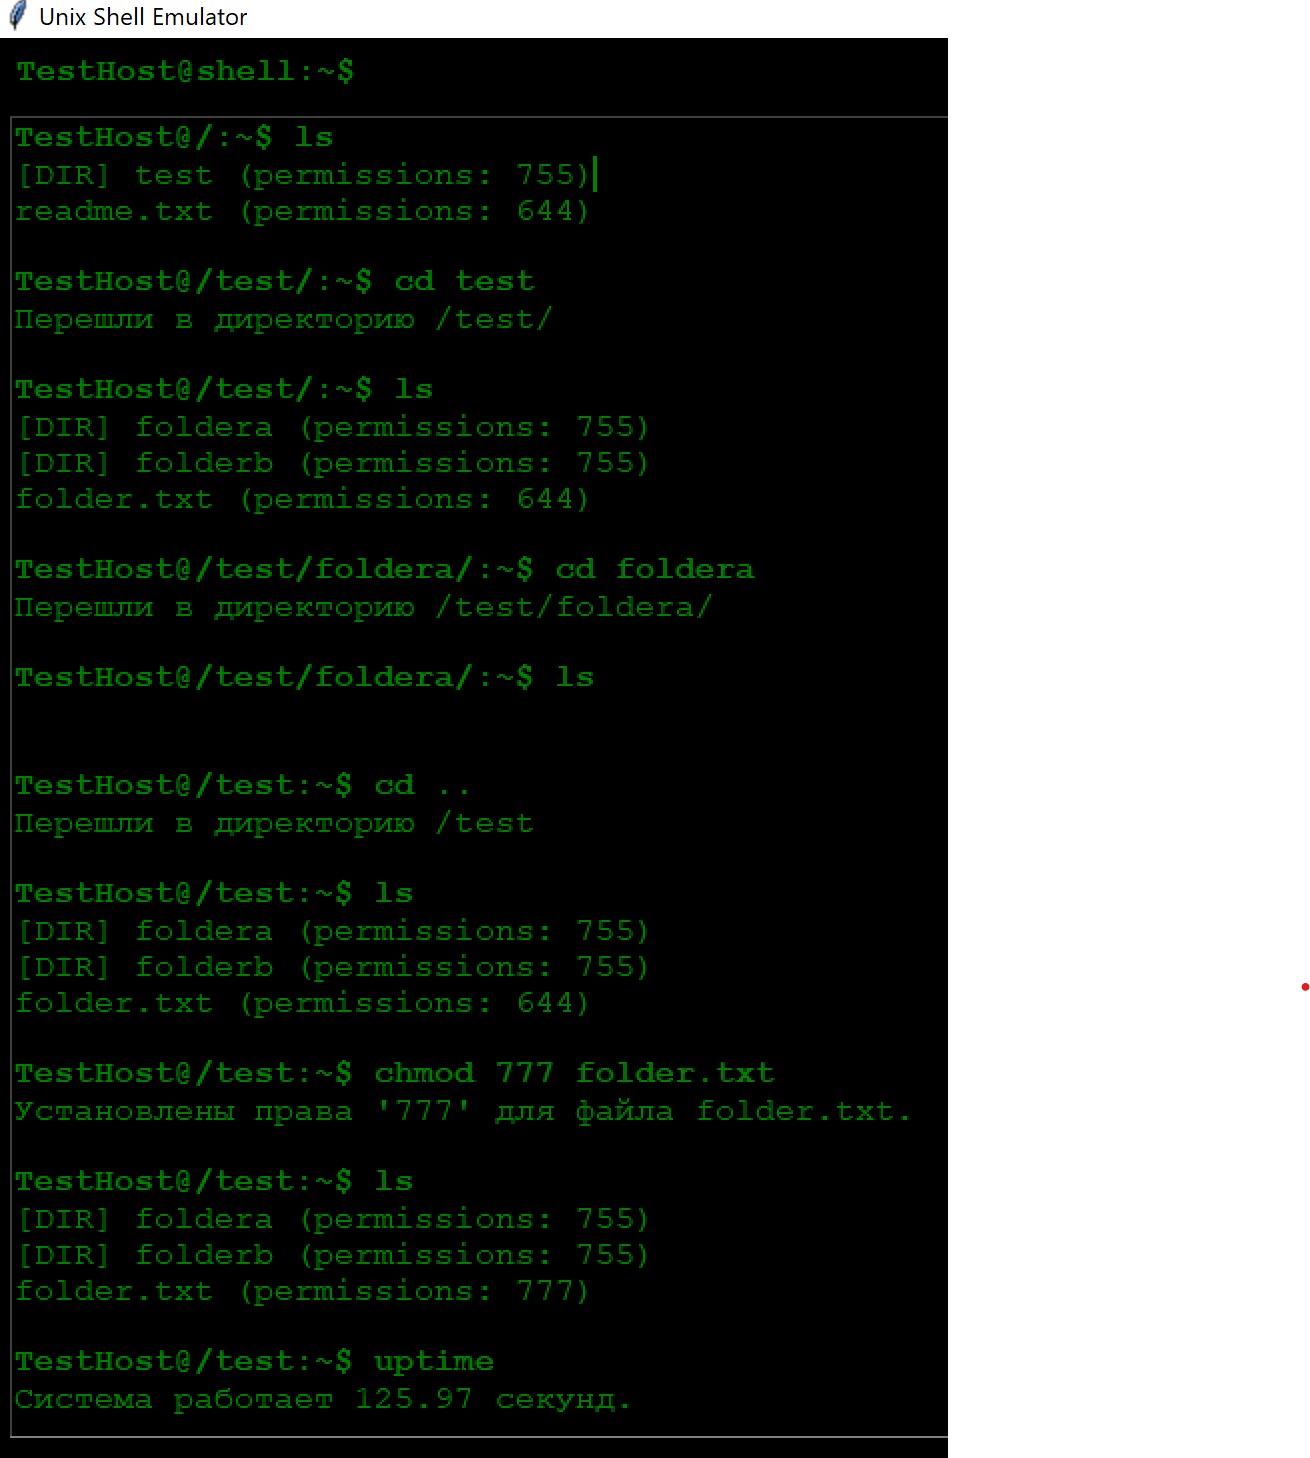 Unix Shell Emulator
TestHost@shell:~$
TestHost@/:~$ ls
[DIR] test (permissions: 755)
readme.txt (permissions: 644)
TestHost@/test/:~$ cd test
Перешли в директорию /test/
TestHost@/test/:~$ ls
[DIR] foldera (permissions: 755)
[DIR] folderb (permissions: 755)
folder.txt (permissions: 644)
TestHost@/test/foldera/:~$ cd foldera
Перешли в директорию /test/foldera/
TestHost@/test/foldera/:~$ ls
TestHost@/test:~$ cd ..
Перешли в директорию /test
TestHost@/test:~$ ls
[DIR] foldera (permissions: 755)
[DIR] folderb (permissions: 755)
folder.txt (permissions: 644)
TestHost@/test:~$ chmod 777 folder.txt
Установлены права '777' для файла folder.txt.
TestHost@/test:~$ ls
[DIR] foldera (permissions: 755)
[DIR] folderb (permissions: 755)
folder.txt (permissions: 777)
TestHost@/test:~$ uptime
Система работает 125.97 секунд.